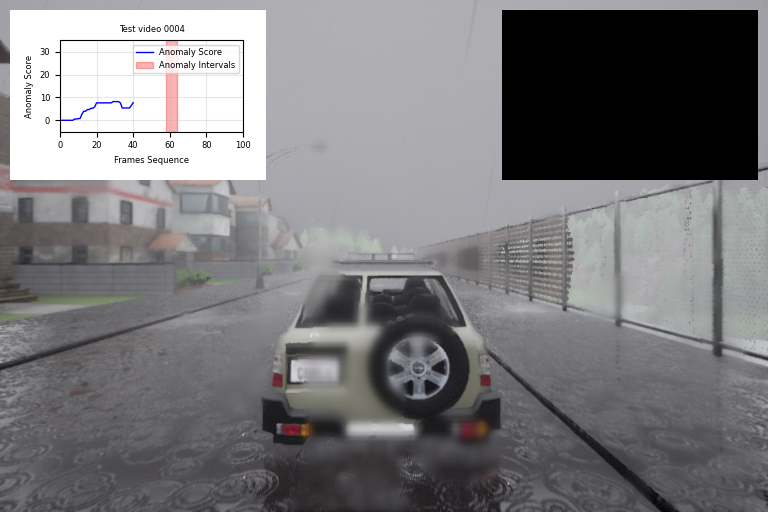 Test video 0004
Anomaly Score
Anomaly Intervals
Anomaly Score
30
20
10
0
0 20 40 60 80 100
Frames Sequence